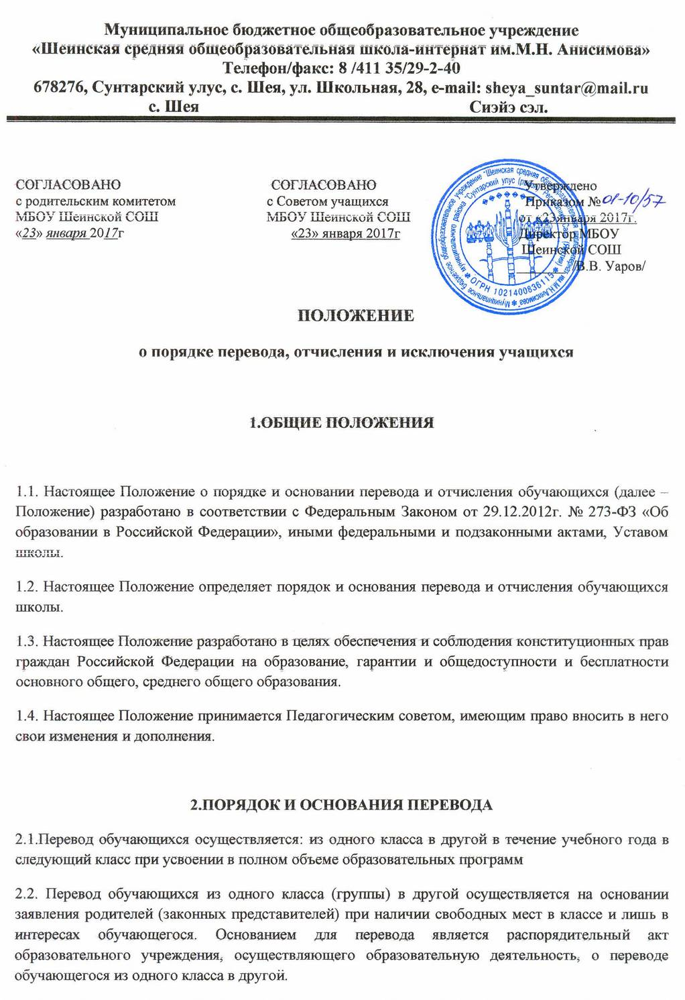 Муниципальное бюджетное общеобразовательное учреждение
«Шеинская средняя общеобразовательная школа-интернат им.М.Н. Анисимова»
Телефон/факс: 8 /411 35/29-2-40
678276, Сунтарский улус, с. Шея, ул. Школьная, 28, e-mail: sheya_suntar@mail.ru
с. Шея Сиэйэ сэл.
СОГЛАСОВАНО
с родительским комитетом
МБОУ Шеинской СОШ
«23» января 2017г
СОГЛАСОВАНО
с Советом учащихся
МБОУ Шеинской СОШ
«23» января 2017г
Утверждено
Приказом № 01-10/57
от «23января 2017г.
Директор МБОУ
Шеинской СОШ
/В.В. Уаров/
ОГРН 1021400836115
ПОЛОЖЕНИЕ
о порядке перевода, отчисления и исключения учащихся
1.ОБЩИЕ ПОЛОЖЕНИЯ
1.1. Настоящее Положение о порядке и основании перевода и отчисления обучающихся (далее –
Положение) разработано в соответствии с Федеральным Законом от 29.12.2012г. № 273-ФЗ «Об
образовании в Российской Федерации», иными федеральными и подзаконными актами, Уставом
школы.
1.2. Настоящее Положение определяет порядок и основания перевода и отчисления обучающихся
школы.
1.3. Настоящее Положение разработано в целях обеспечения и соблюдения конституционных прав
граждан Российской Федерации на образование, гарантии и общедоступности и бесплатности
основного общего, среднего общего образования.
1.4. Настоящее Положение принимается Педагогическим советом, имеющим право вносить в него
свои изменения и дополнения.
2.ПОРЯДОК И ОСНОВАНИЯ ПЕРЕВОДА
2.1.Перевод обучающихся осуществляется: из одного класса в другой в течение учебного года в
следующий класс при усвоении в полном объеме образовательных программ
2.2. Перевод обучающихся из одного класса (группы) в другой осуществляется на основании
заявления родителей (законных представителей) при наличии свободных мест в классе и лишь в
интересах обучающегося. Основанием для перевода является распорядительный акт
образовательного учреждения, осуществляющего образовательную деятельность, о переводе
обучающегося из одного класса в другой.